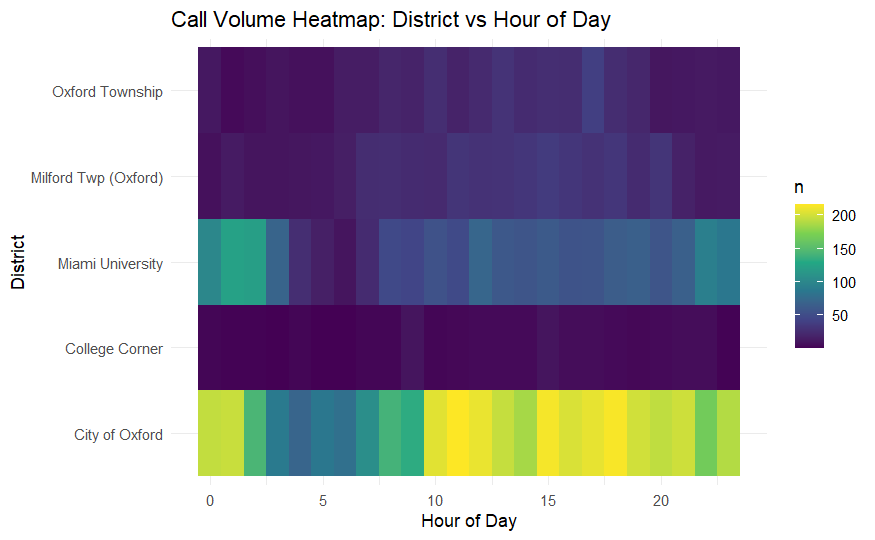 Call Volume Heatmap: District vs Hour of Day
Oxford Township
Milford Twp (Oxford)
Miami University
College Corner
City of Oxford
District
0 5 10 15 20
Hour of Day
n
200
150
100
50